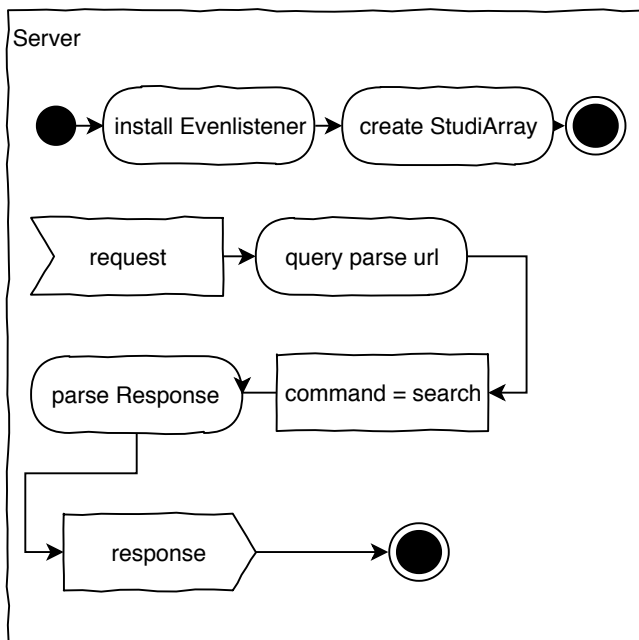 Server
install Evenlistener
create StudiArray
request
query parse url
command = search
parse Response
response